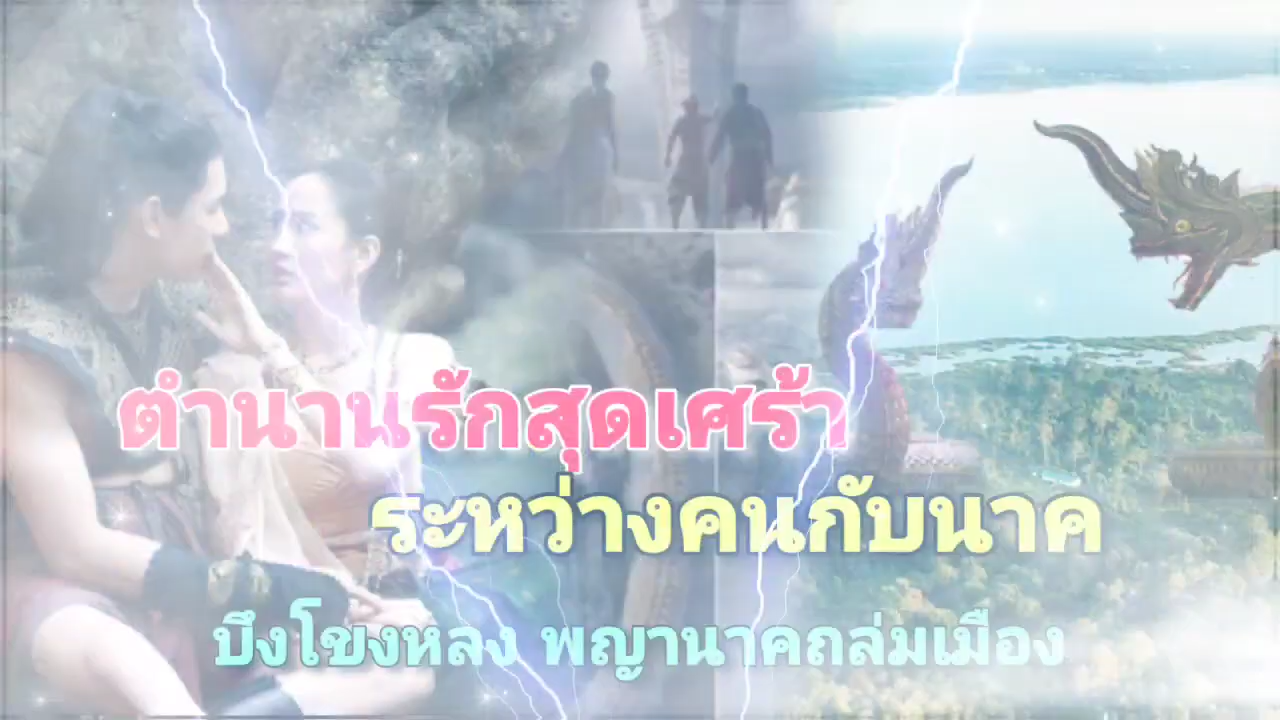 ตำนานรักสุดเศร้า
ระหว่างคนกับนาค
บึงโขงหลง พญานาคถล่มเมือง